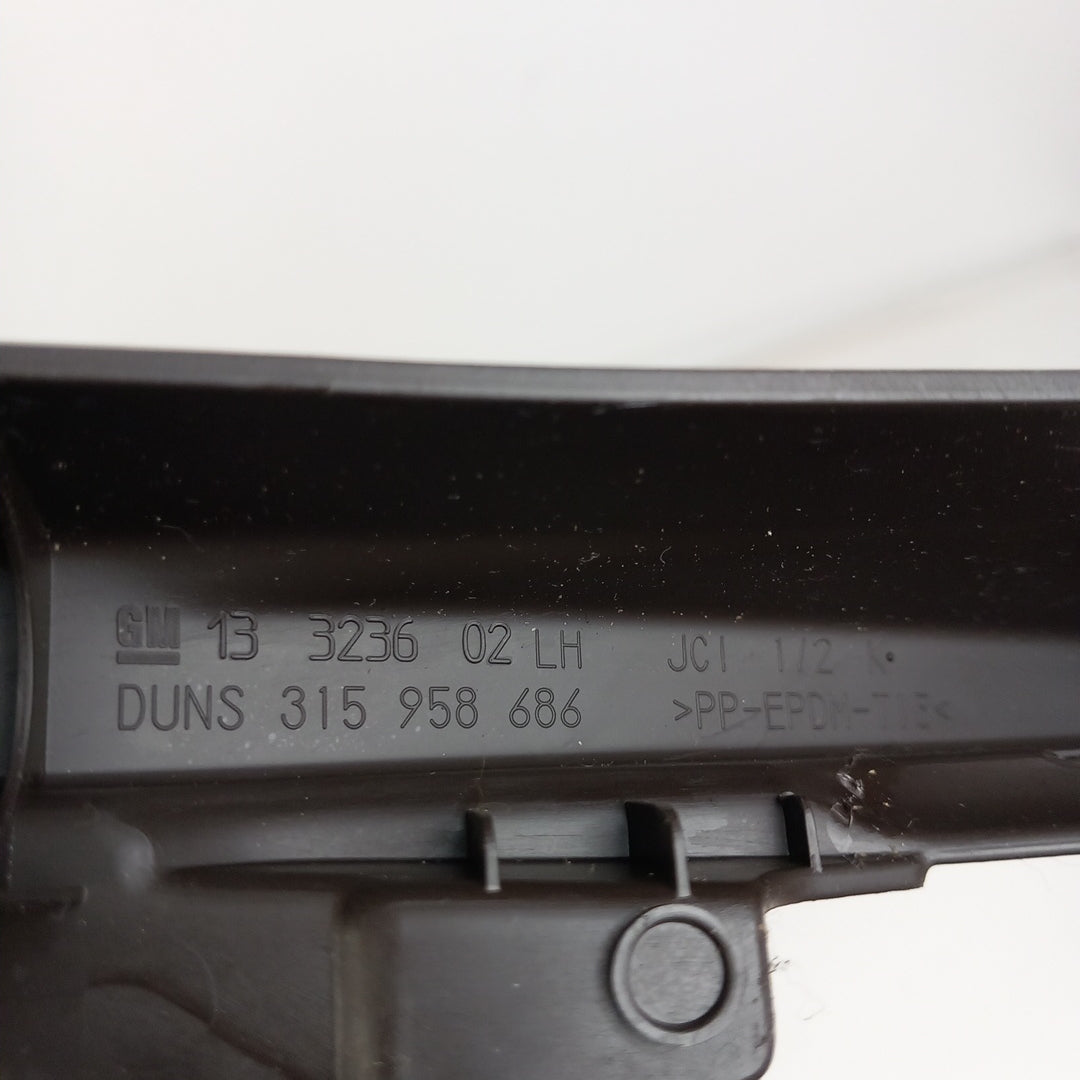 GM 13 3236 02 LH JCI 1/2 K
DUNS 315 958 686 >PP-EPDM-T15<